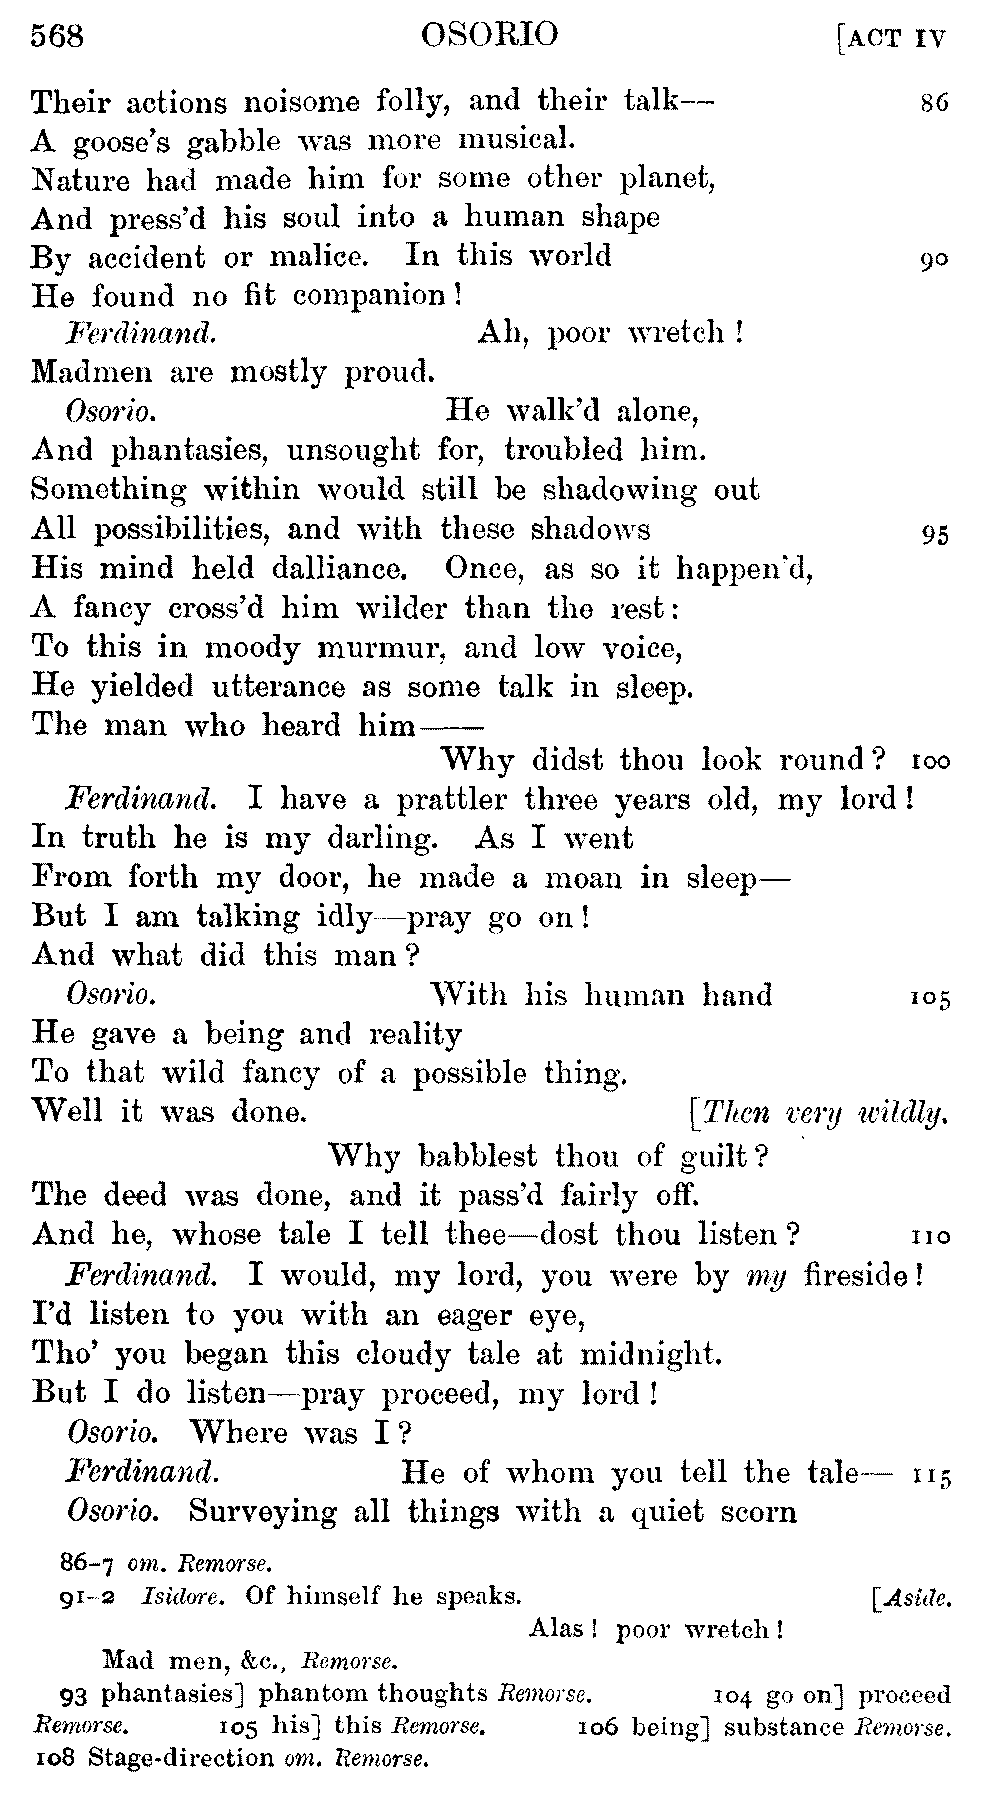 568 OSORIO [ACT IV
Their actions noisome folly, and their talk— 86
A goose's gabble was more musical.
Nature had made him for some other planet,
And press'd his soul into a human shape
By accident or malice. In this world 90
He found no fit companion!
Ferdinand. Ah, poor wretch!
Madmen are mostly proud.
Osorio. He walk'd alone,
And phantasies, unsought for, troubled him.
Something within would still be shadowing out
All possibilities, and with these shadows 95
His mind held dalliance. Once, as so it happen'd,
A fancy cross'd him wilder than the rest:
To this in moody murmur, and low voice,
He yielded utterance as some talk in sleep.
The man who heard him——
Why didst thou look round? 100
Ferdinand. I have a prattler three years old, my lord!
In truth he is my darling. As I went
From forth my door, he made a moan in sleep—
But I am talking idly—pray go on!
And what did this man?
Osorio. With his human hand 105
He gave a being and reality
To that wild fancy of a possible thing.
Well it was done. [Then very wildly.
Why babblest thou of guilt?
The deed was done, and it pass'd fairly off.
And he, whose tale I tell thee—dost thou listen? 110
Ferdinand. I would, my lord, you were by my fireside!
I'd listen to you with an eager eye,
Tho' you began this cloudy tale at midnight.
But I do listen—pray proceed, my lord!
Osorio. Where was I?
Ferdinand. He of whom you tell the tale— 115
Osorio. Surveying all things with a quiet scorn
86-7 om. Remorse.
91-2 Isidore. Of himself he speaks. [Aside.
Alas! poor wretch!
Mad men, &c., Remorse.
93 phantasies] phantom thoughts Remorse. 104 go on] proceed
Remorse. 105 his] this Remorse. 106 being] substance Remorse.
108 Stage-direction om. Remorse.